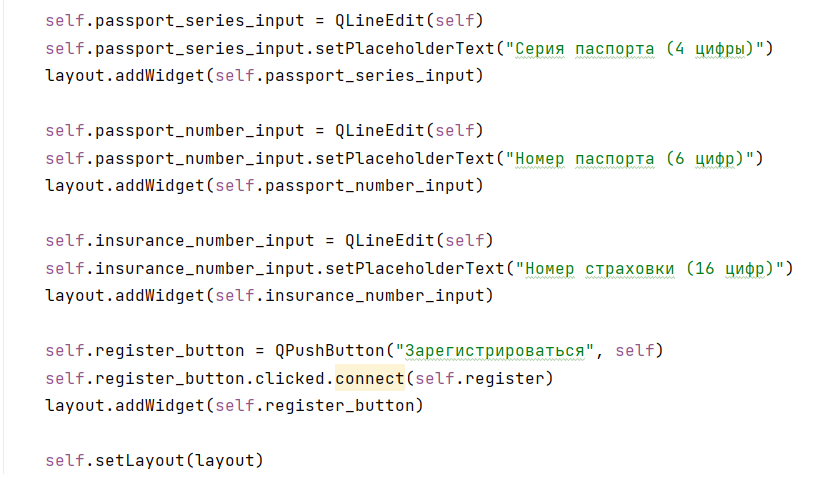 self.passport_series_input = QLineEdit(self)
self.passport_series_input.setPlaceholderText("Серия паспорта (4 цифры)")
layout.addWidget(self.passport_series_input)
self.passport_number_input = QLineEdit(self)
self.passport_number_input.setPlaceholderText("Номер паспорта (6 цифр)")
layout.addWidget(self.passport_number_input)
self.insurance_number_input = QLineEdit(self)
self.insurance_number_input.setPlaceholderText("Номер страховки (16 цифр)")
layout.addWidget(self.insurance_number_input)
self.register_button = QPushButton("Зарегистрироваться", self)
self.register_button.clicked.connect(self.register)
layout.addWidget(self.register_button)
self.setLayout(layout)